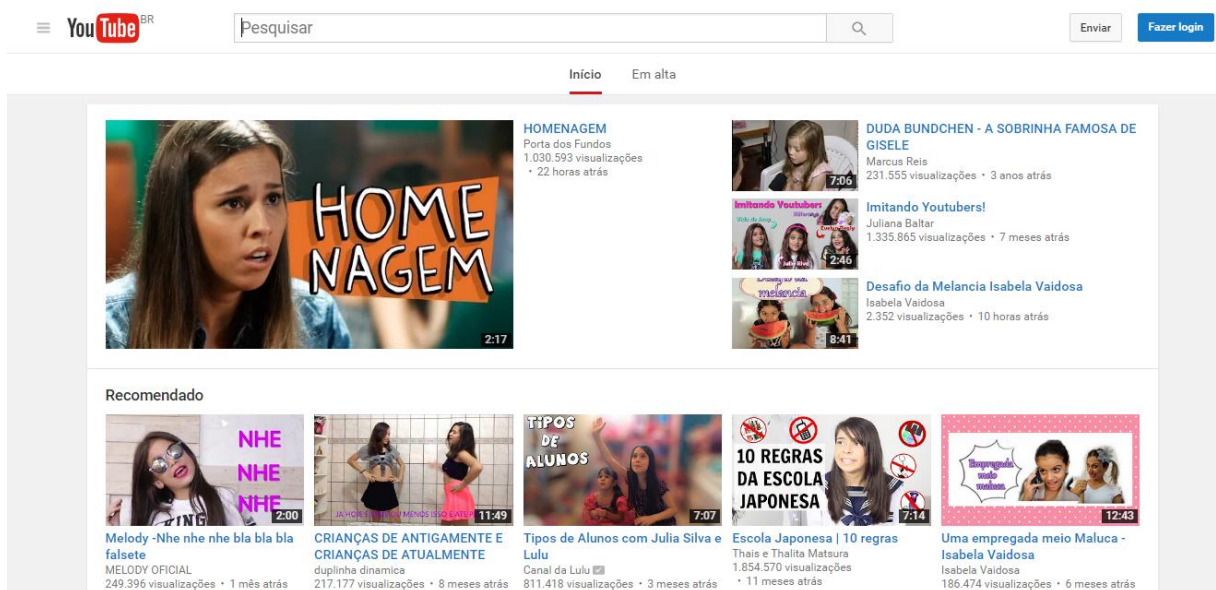 YouTube BR
Pesquisar
Enviar
Fazer login
Início
Em alta
HOME
NAGEM
2:17
HOMENAGEM
Porta dos Fundos
1.030.593 visualizações
• 22 horas atrás
7:06
DUDA BUNDCHEN - A SOBRINHA FAMOSA DE
GISELE
Marcus Reis
231.555 visualizações • 3 anos atrás
Imitando Youtubers
2:46
Imitando Youtubers!
Juliana Baltar
1.335.865 visualizações • 7 meses atrás
melancia
8:41
Desafio da Melancia Isabela Vaidosa
Isabela Vaidosa
2.352 visualizações • 10 horas atrás
Recomendado
NHE
NHE
NHE
KING
2:00
Melody -Nhe nhe nhe bla bla bla
falsete
MELODY OFICIAL
249.396 visualizações • 1 mês atrás
11:49
CRIANÇAS DE ANTIGAMENTE E
CRIANÇAS DE ATUALMENTE
duplinha dinamica
217.177 visualizações • 8 meses atrás
TIPOS
DE
ALUNOS
7:07
Tipos de Alunos com Julia Silva e
Lulu
Canal da Lulu
811.418 visualizações • 3 meses atrás
10 REGRAS
DA ESCOLA
JAPONESA
7:14
Escola Japonesa | 10 regras
Thais e Thalita Matsura
1.854.570 visualizações
• 11 meses atrás
Empregada
meio
maluca
12:43
Uma empregada meio Maluca -
Isabela Vaidosa
Isabela Vaidosa
186.474 visualizações • 6 meses atrás